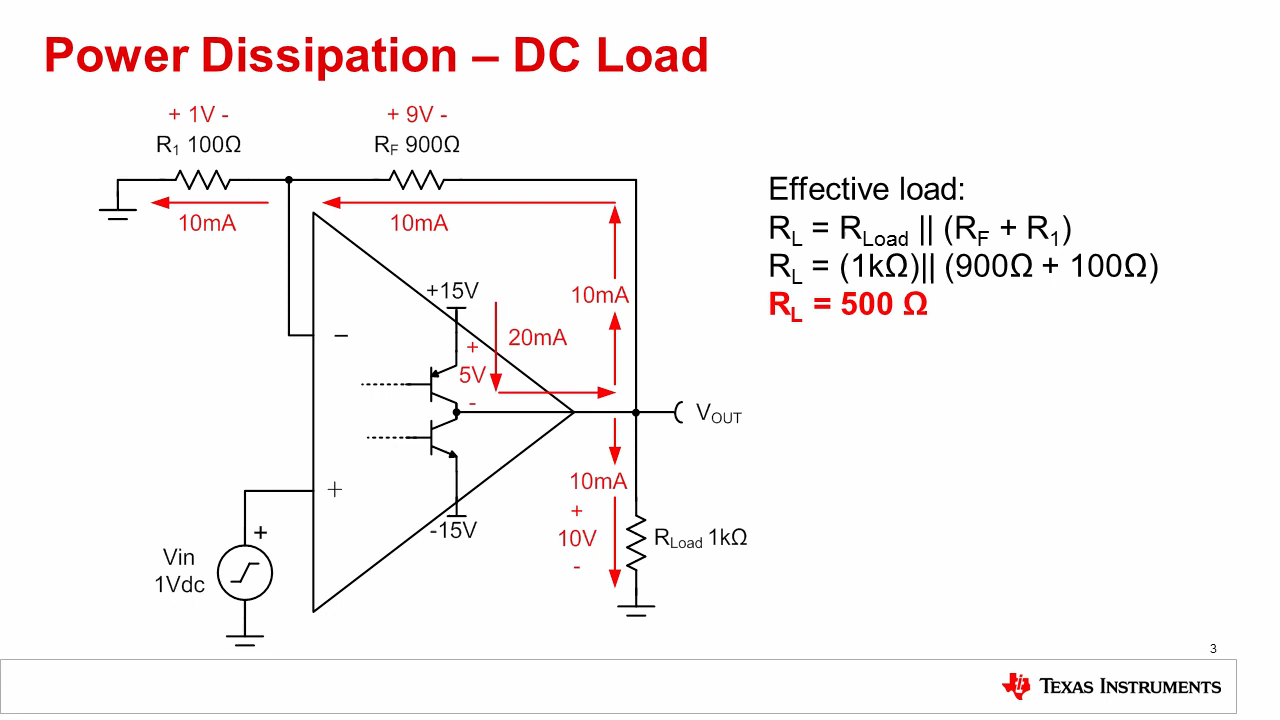 Power Dissipation – DC Load
+ 1V -
+ 9V -
R1 100Ω
RF 900Ω
10mA
10mA
Effective load:
RL = RLoad || (RF + R1)
RL = (1kΩ)|| (900Ω + 100Ω)
RL = 500 Ω
+15V
10mA
20mA
+
5V
-
−
VOUT
+
10mA
+
10V
-
-15V
RLoad 1kΩ
+
Vin
1Vdc
3
TEXAS INSTRUMENTS